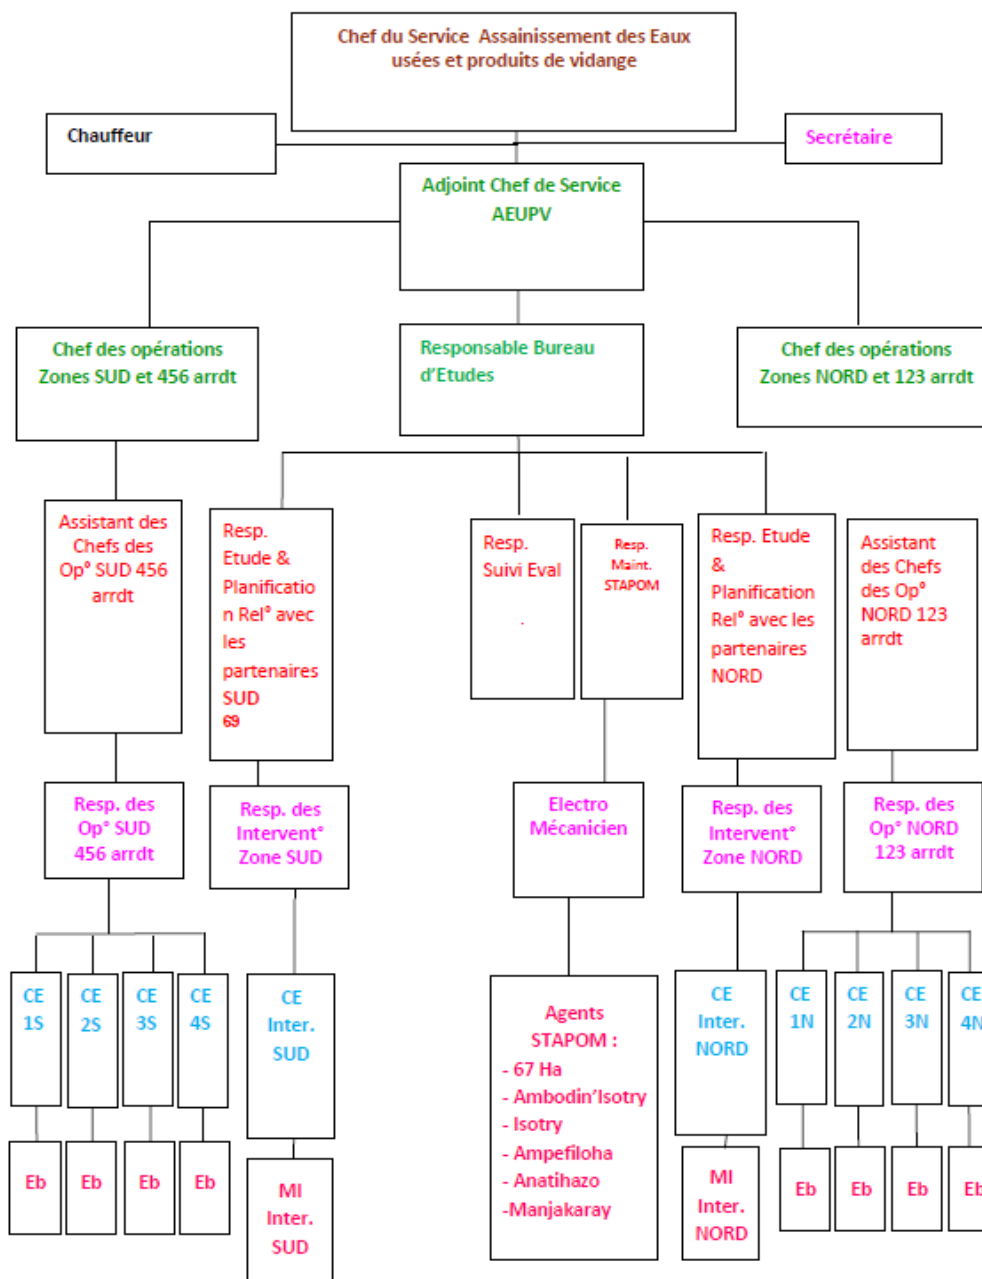 Chef du Service Assainissement des Eaux
usées et produits de vidange
Chauffeur
Secrétaire
Adjoint Chef de Service
AEUPV
Chef des opérations
Zones SUD et 456 arrdt
Responsable Bureau
d'Etudes
Chef des opérations
Zones NORD et 123 arrdt
Assistant des
Chefs des
Op° SUD 456
arrdt
Resp.
Etude &
Planificatio
n Rel° avec
les
partenaires
SUD
69
Resp.
Suivi Eval
.
Resp.
Maint.
STAPOM
Resp. Etude
&
Planification
Rel° avec les
partenaires
NORD
Assistant
des Chefs
des Op°
NORD 123
arrdt
Resp. des
Op° SUD
456 arrdt
Resp. des
Intervent°
Zone SUD
Electro
Mécanicien
Resp. des
Intervent°
Zone NORD
Resp. des
Op° NORD
123 arrdt
CE
1S
CE
2S
CE
3S
CE
4S
CE
Inter.
SUD
Agents
STAPOM :
- 67 Ha
- Ambodin'Isotry
- Isotry
- Ampefiloha
- Anatihazo
-Manjakaray
CE
Inter.
NORD
CE
1N
CE
2N
CE
3N
CE
4N
Eb
Eb
Eb
Eb
MI
Inter.
SUD
MI
Inter.
NORD
Eb
Eb
Eb
Eb